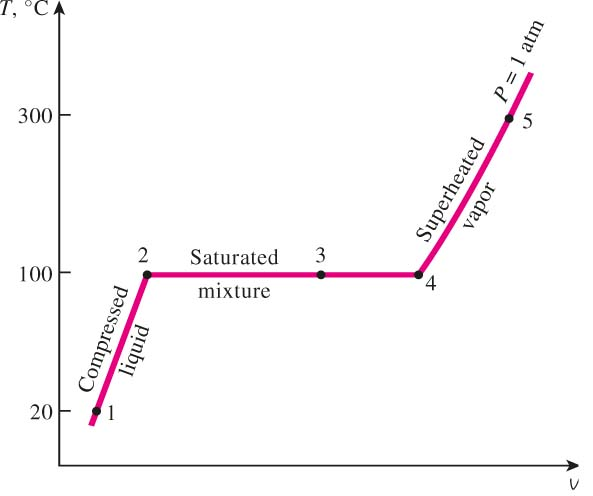 T, °C
P = 1 atm
300
5
Superheated
vapor
2
Saturated
3
100
mixture
4
Compressed
liquid
20
1
ν